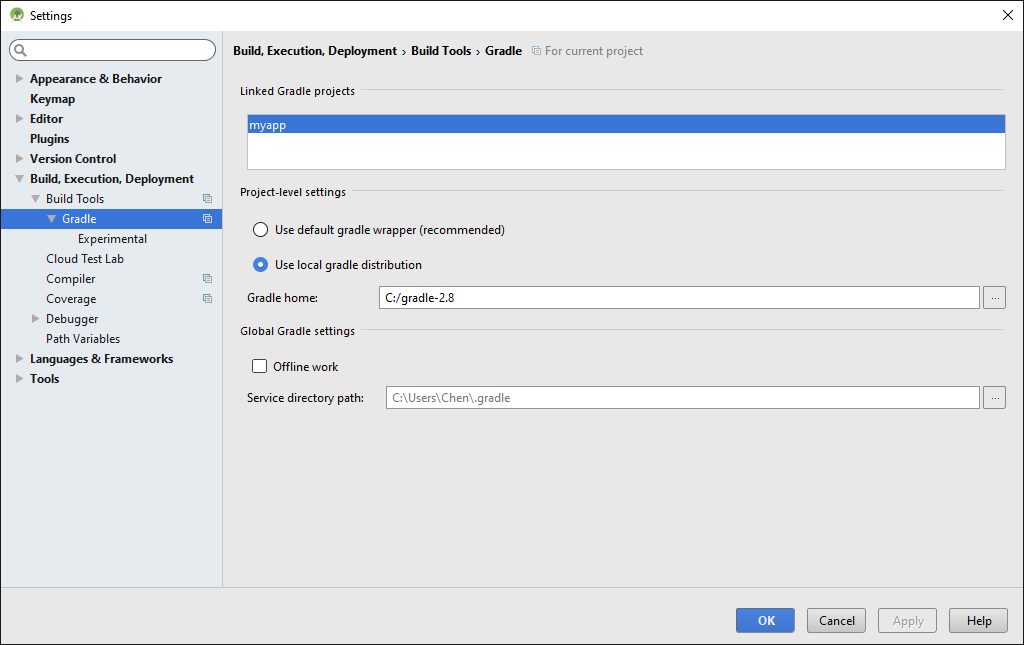 Settings
Appearance & Behavior
Keymap
Editor
Plugins
Version Control
Build, Execution, Deployment
Build Tools
Gradle
Experimental
Cloud Test Lab
Compiler
Coverage
Debugger
Path Variables
Languages & Frameworks
Tools
Build, Execution, Deployment › Build Tools › Gradle For current project
Linked Gradle projects
myapp
Project-level settings
Use default gradle wrapper (recommended)
Use local gradle distribution
Gradle home: C:/gradle-2.8 ...
Global Gradle settings
Offline work
Service directory path: C:\Users\Chen\.gradle ...
OK Cancel Apply Help